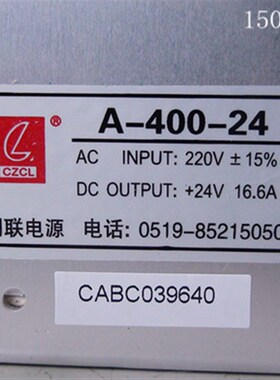 150
®
CZCL
A-400-24
AC INPUT: 220V ±15%
DC OUTPUT: +24V 16.6A
联电源 电话: 0519-85215050
CABC039640